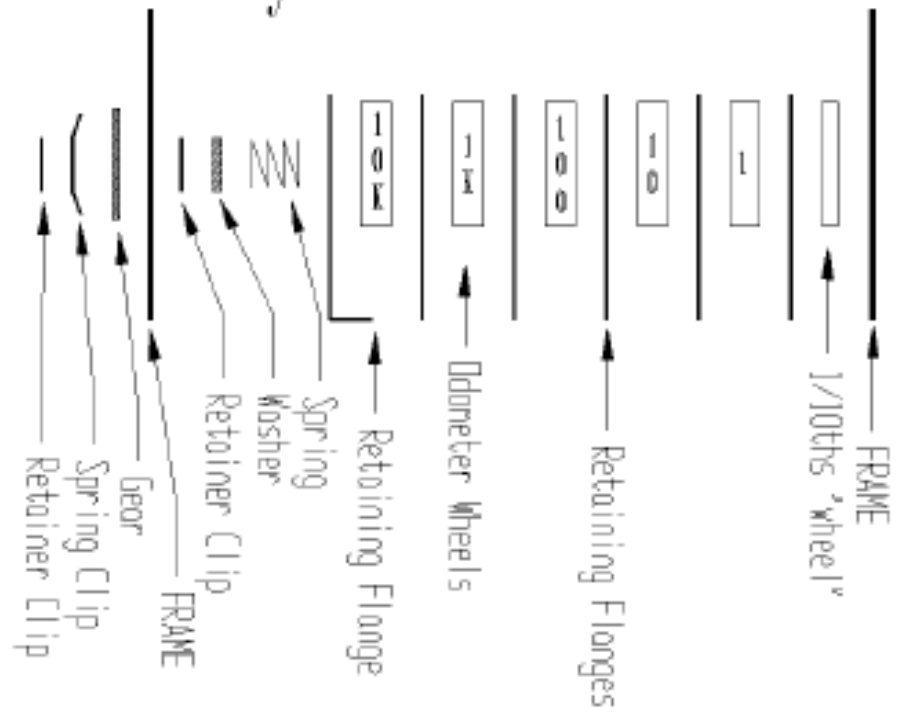 FRAME
1/10ths "wheel"
1
10
Retaining Flanges
100
1K
Odometer Wheels
10K
Retaining Flange
Spring
Washer
Retainer Clip
FRAME
Gear
Spring Clip
Retainer Clip